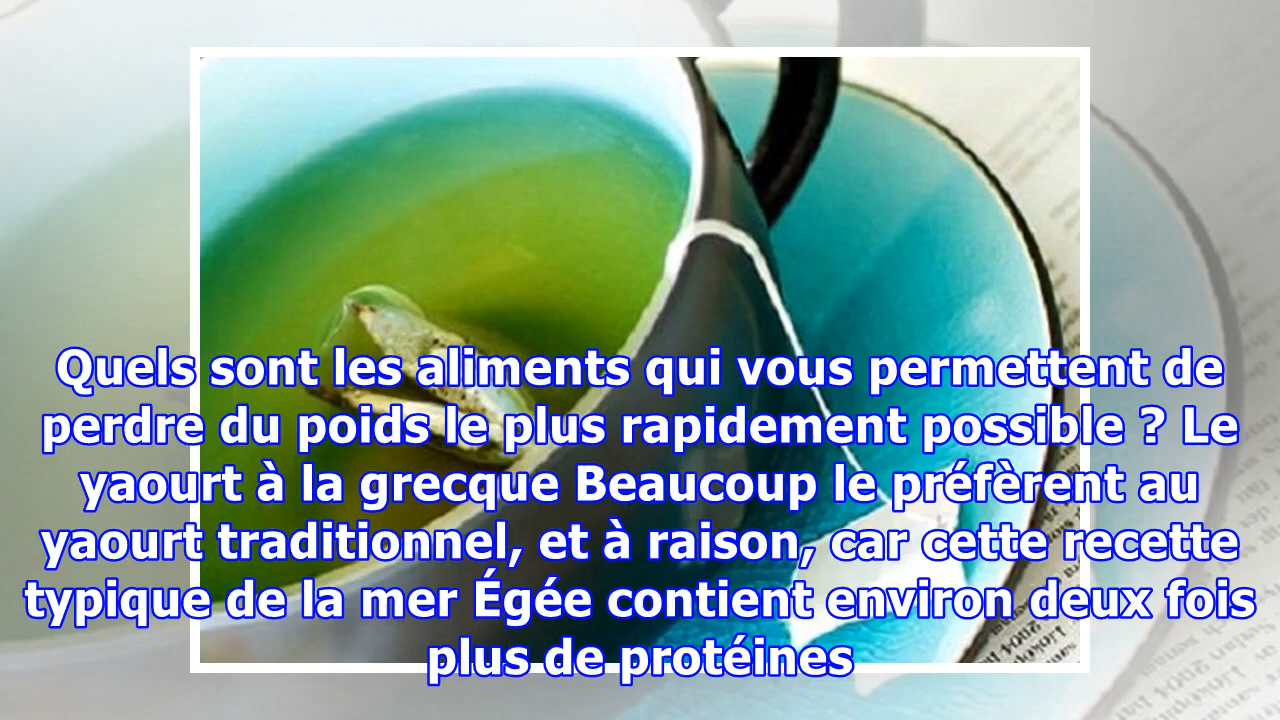 Quels sont les aliments qui vous permettent de
perdre du poids le plus rapidement possible ? Le
yaourt à la grecque Beaucoup le préfèrent au
yaourt traditionnel, et à raison, car cette recette
typique de la mer Égée contient environ deux fois
plus de protéines